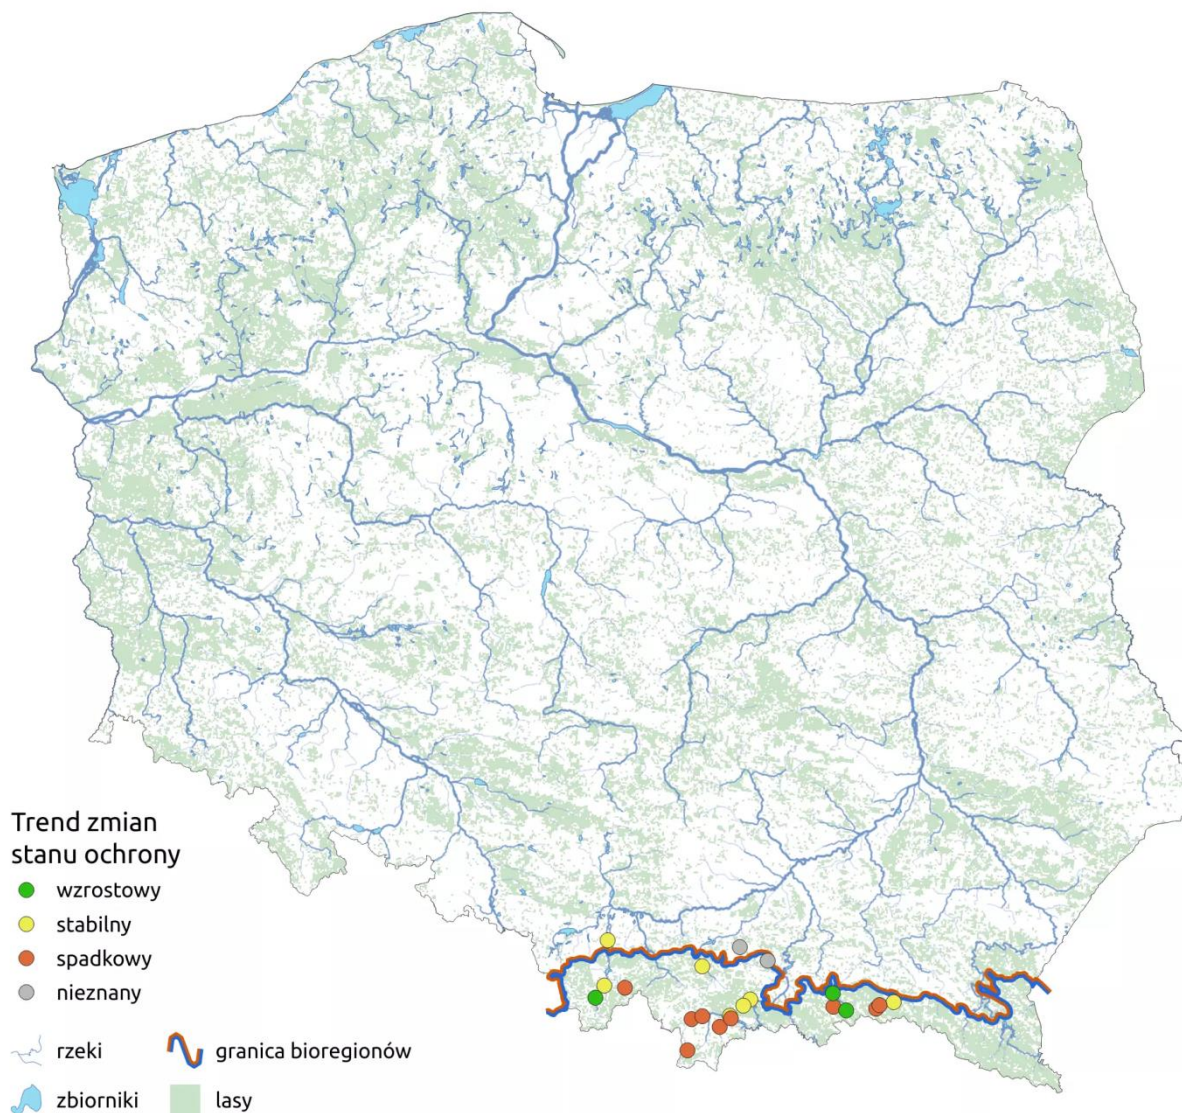 Trend zmian
stanu ochrony
wzrostowy
stabilny
spadkowy
nieznany
rzeki
granica bioregionów
zbiorniki
lasy